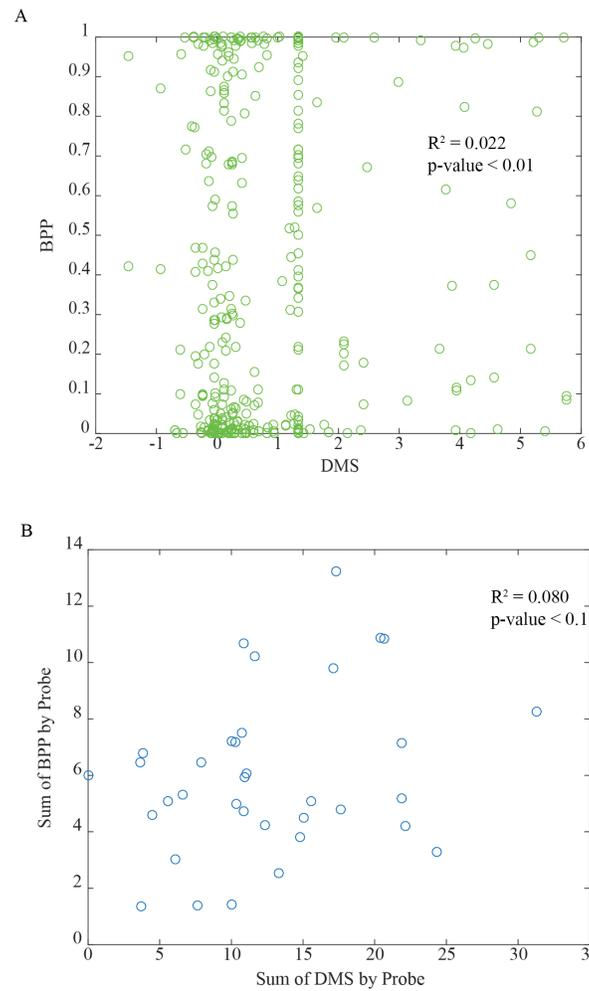 A
1
0.9
0.8
0.7
0.6
0.5
0.4
0.3
0.2
0.1
0
BPP
R² = 0.022
p-value < 0.01
-2 -1 0 1 2 3 4 5 6
DMS
B
14
12
10
8
6
4
2
0
Sum of BPP by Probe
R² = 0.080
p-value < 0.1
0 5 10 15 20 25 30 3
Sum of DMS by Probe